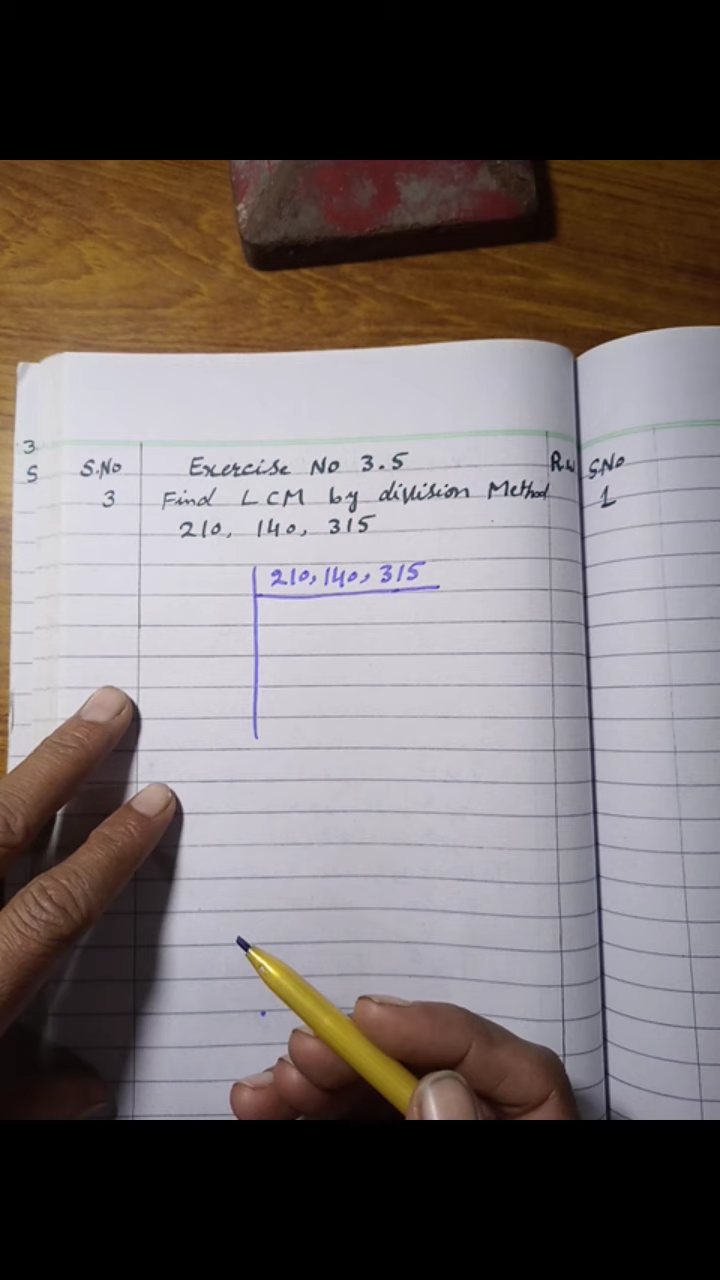 3.
S
S.No Exercise No 3.5 R.W
3 Find LCM by division Method
210, 140, 315
210, 140, 315
S.No
1